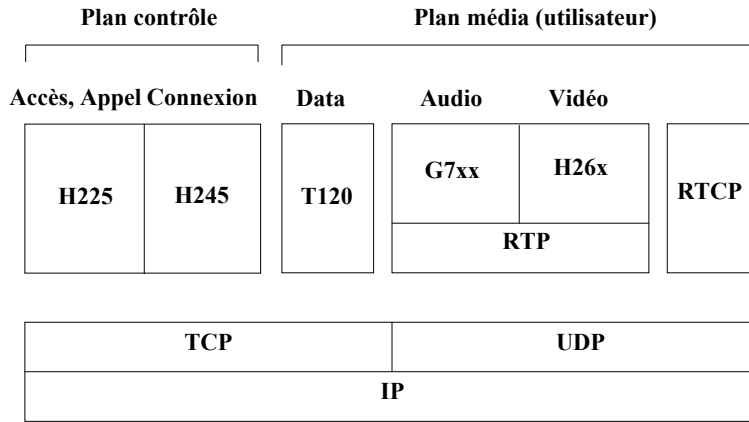 Plan contrôle Plan média (utilisateur)
Accès, Appel Connexion Data Audio Vidéo
H225 H245 T120 G7xx H26x RTCP
RTP
TCP UDP
IP